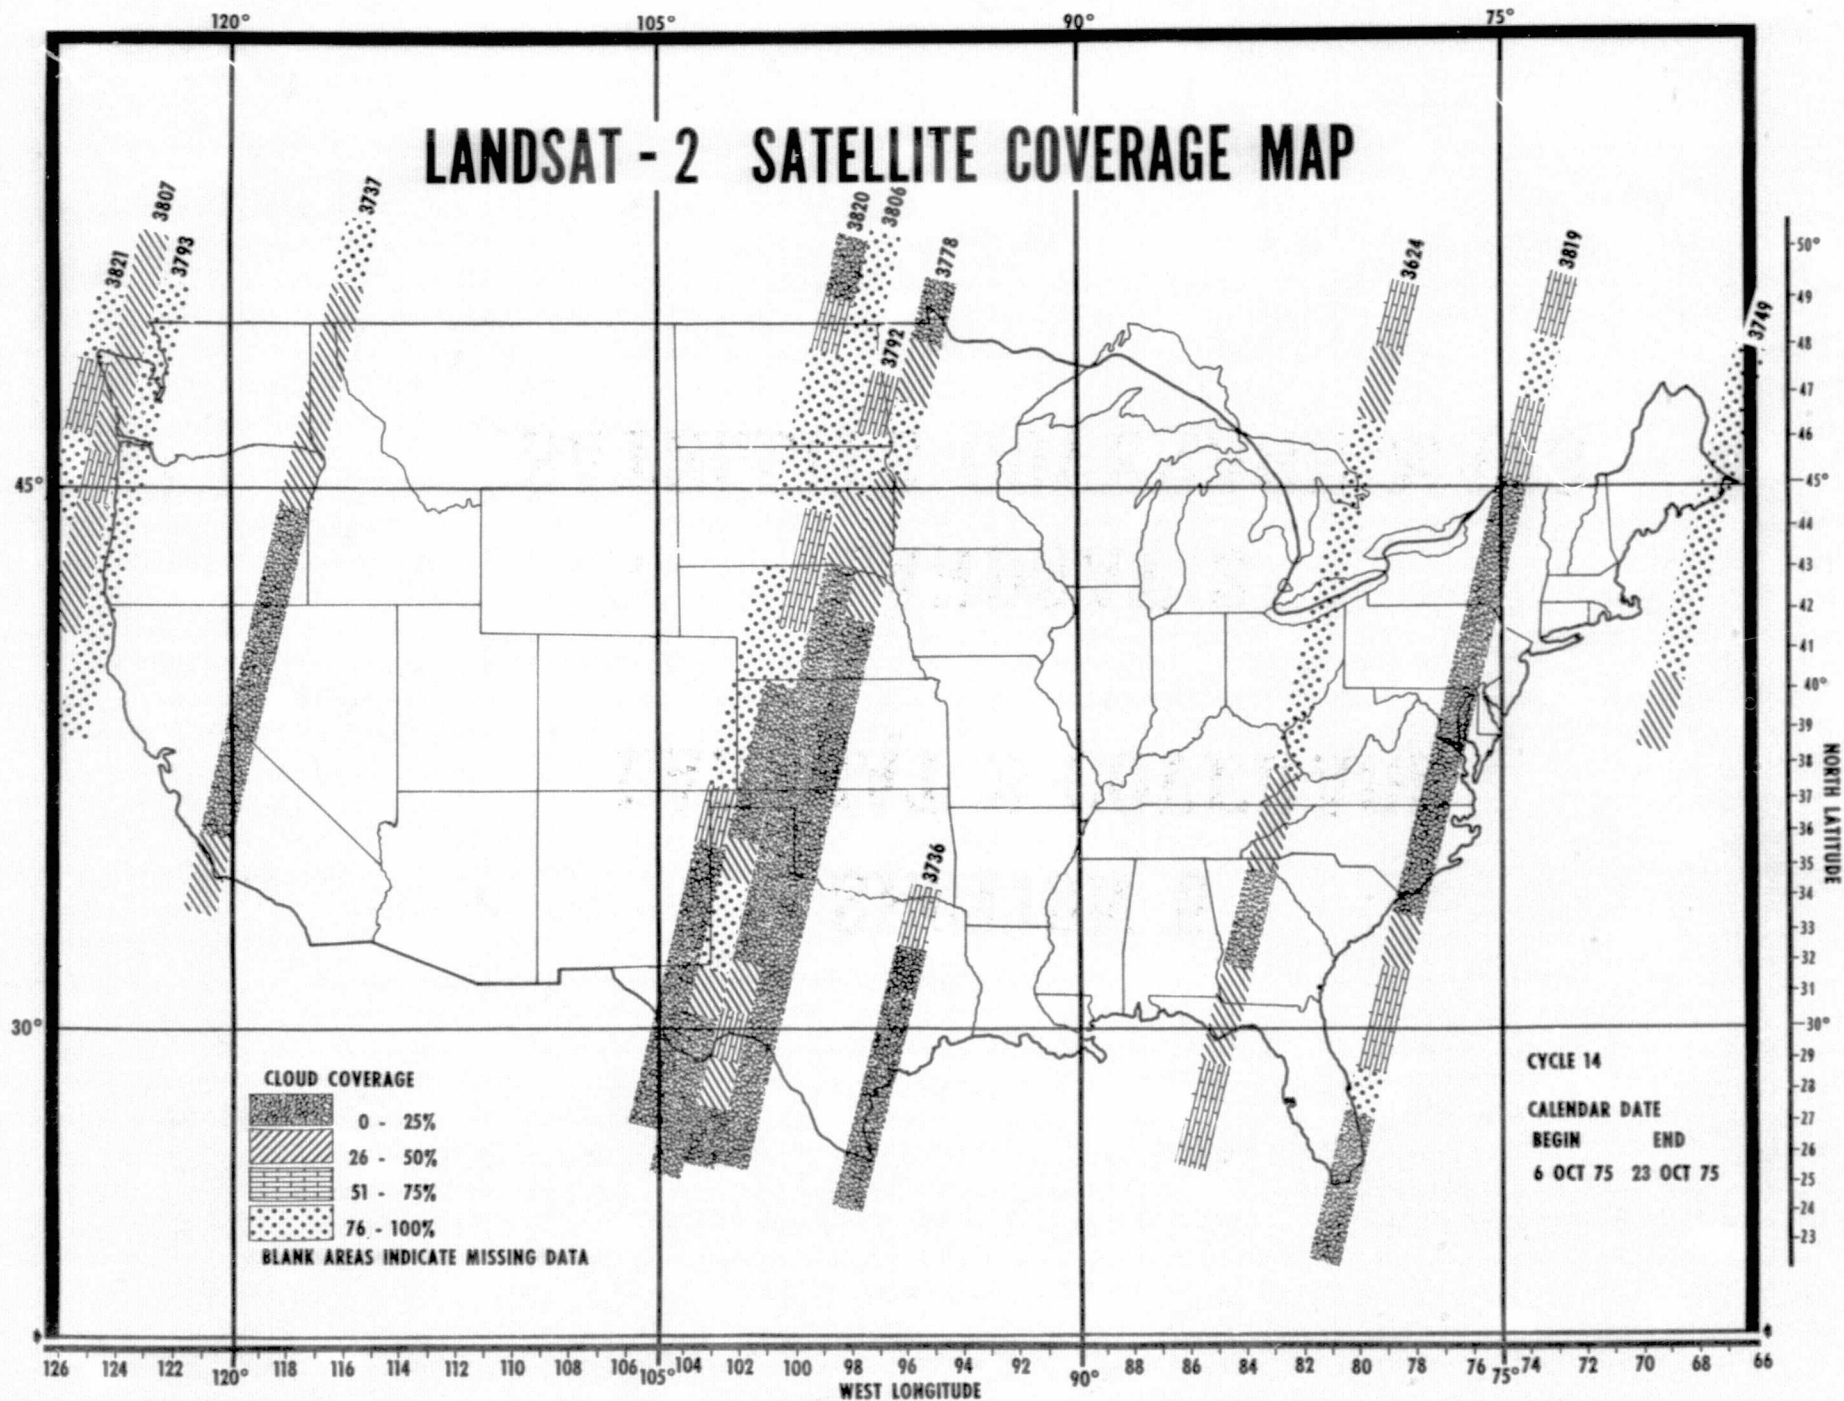 120° 105° 90° 75°
LANDSAT - 2 SATELLITE COVERAGE MAP
3807
3737
3820
3806
3821
3793
3778
3624
3819
3749
3792
3736
50°
49
48
47
46
45°
44
43
42
41
40°
39
38
37
36
35
34
33
32
31
30°
29
28
27
26
25
24
23
NORTH LATITUDE
45°
30°
CLOUD COVERAGE
0 - 25%
26 - 50%
51 - 75%
76 - 100%
BLANK AREAS INDICATE MISSING DATA
CYCLE 14
CALENDAR DATE
BEGIN END
6 OCT 75 23 OCT 75
126 124 122 120° 118 116 114 112 110 108 106 105° 104 102 100 98 96 94 92 90° 88 86 84 82 80 78 76 75° 74 72 70 68 66
WEST LONGITUDE